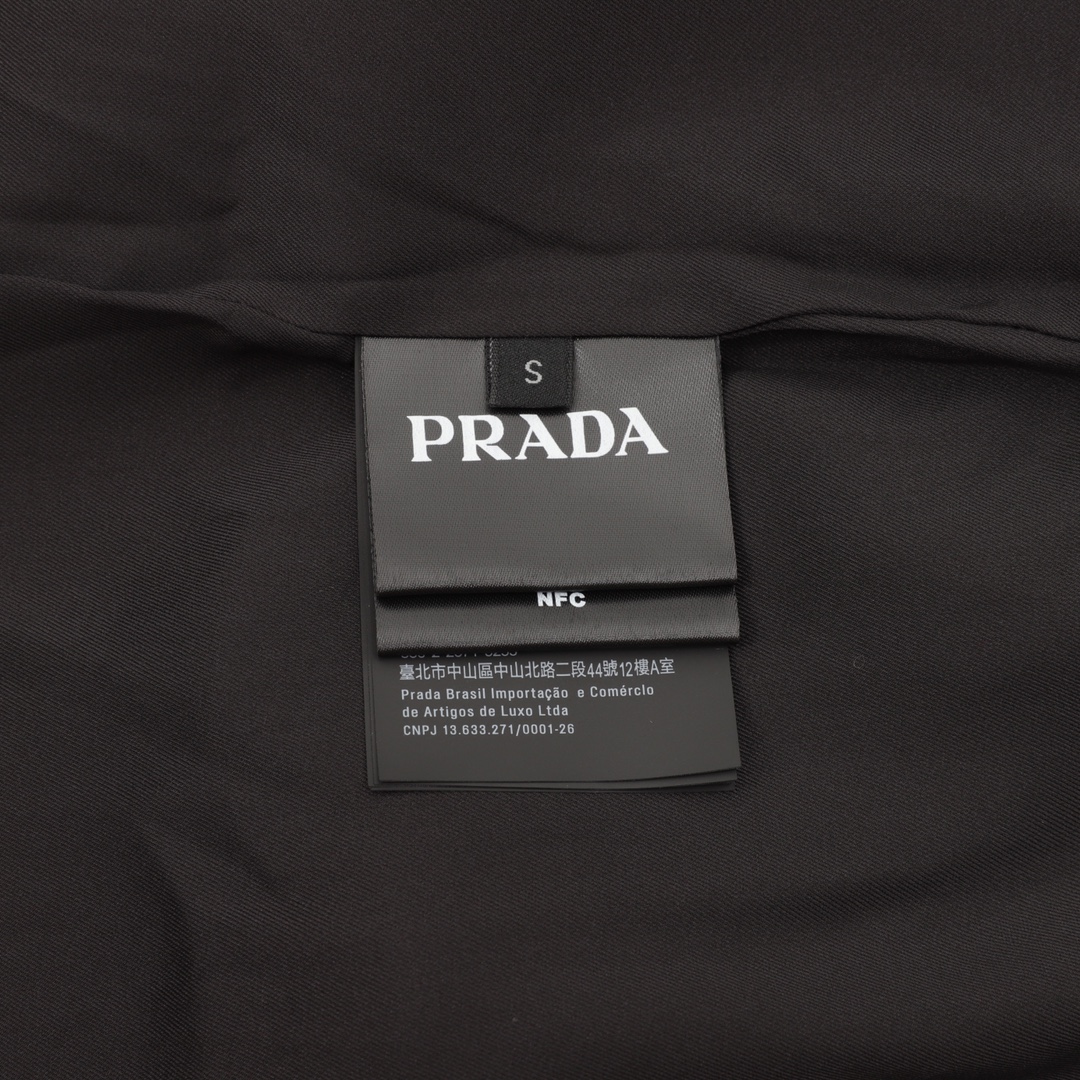 S
PRADA
NFC
臺北市中山區中山北路二段44號12樓A室
Prada Brasil Importação e Comércio
de Artigos de Luxo Ltda
CNPJ 13.633.271/0001-26